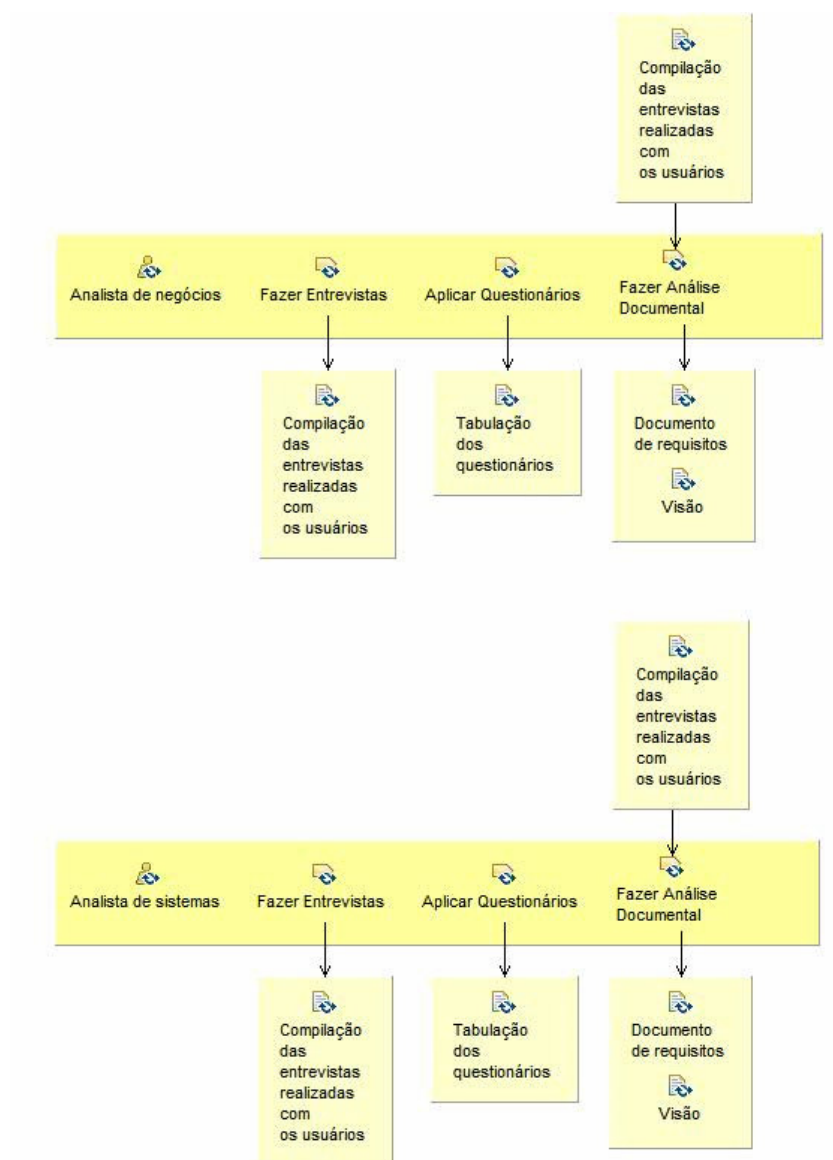 Compilação
das
entrevistas
realizadas
com
os usuários
Analista de negócios
Fazer Entrevistas
Aplicar Questionários
Fazer Análise
Documental
Compilação
das
entrevistas
realizadas
com
os usuários
Tabulação
dos
questionários
Documento
de requisitos
Visão
Compilação
das
entrevistas
realizadas
com
os usuários
Analista de sistemas
Fazer Entrevistas
Aplicar Questionários
Fazer Análise
Documental
Compilação
das
entrevistas
realizadas
com
os usuários
Tabulação
dos
questionários
Documento
de requisitos
Visão